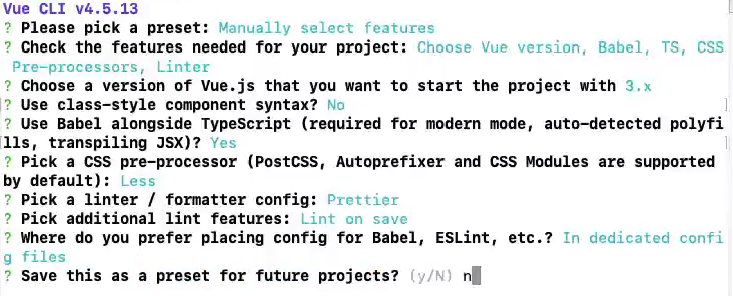 Vue CLI v4.5.13
? Please pick a preset: Manually select features
? Check the features needed for your project: Choose Vue version, Babel, TS, CSS
Pre-processors, Linter
? Choose a version of Vue.js that you want to start the project with 3.x
? Use class-style component syntax? No
? Use Babel alongside TypeScript (required for modern mode, auto-detected polyfi
lls, transpiling JSX)? Yes
? Pick a CSS pre-processor (PostCSS, Autoprefixer and CSS Modules are supported
by default): Less
? Pick a linter / formatter config: Prettier
? Pick additional lint features: Lint on save
? Where do you prefer placing config for Babel, ESLint, etc.? In dedicated confi
g files
? Save this as a preset for future projects? (y/N) n